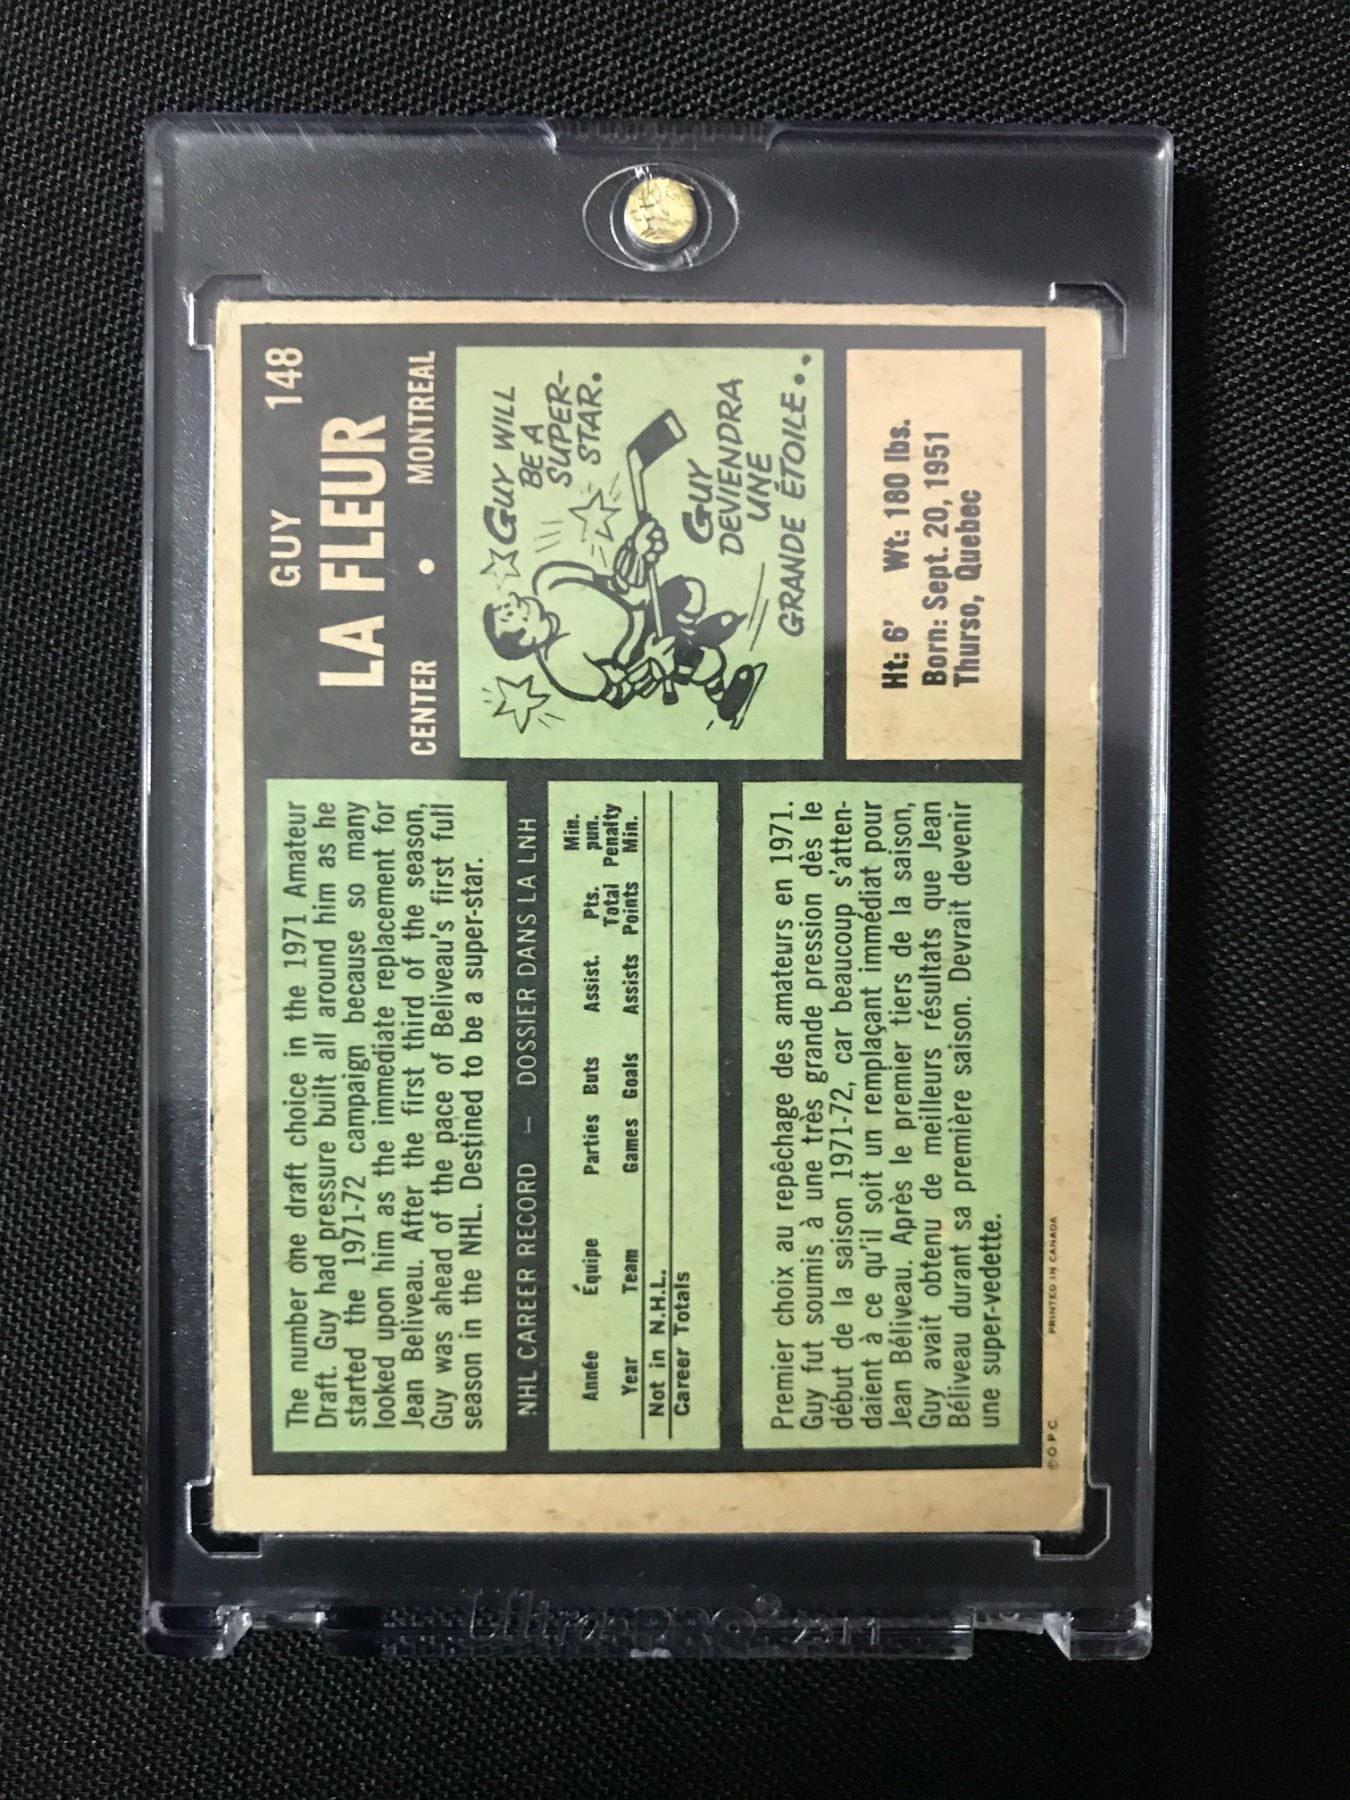 GUY 148
LA FLEUR
CENTER • MONTREAL
The number one draft choice in the 1971 Amateur
Draft. Guy had pressure built all around him as he
started the 1971-72 campaign because so many
looked upon him as the immediate replacement for
Jean Beliveau. After the first third of the season,
Guy was ahead of the pace of Beliveau's first full
season in the NHL. Destined to be a super-star.
GUY WILL
BE A
SUPER-
STAR.
GUY
DEVIENDRA
UNE
GRANDE ÉTOILE..
NHL CAREER RECORD — DOSSIER DANS LA LNH
Min.
Année Équipe Parties Buts Assist. Pts. pun.
Total Penalty
Year Team Games Goals Assists Points Min.
Not in N.H.L.
Career Totals
Premier choix au repêchage des amateurs en 1971.
Guy fut soumis à une très grande pression dès le
début de la saison 1971-72, car beaucoup s'atten-
daient à ce qu'il soit un remplaçant immédiat pour
Jean Béliveau. Après le premier tiers de la saison,
Guy avait obtenu de meilleurs résultats que Jean
Béliveau durant sa première saison. Devrait devenir
une super-vedette.
Ht: 6' Wt: 180 lbs.
Born: Sept. 20, 1951
Thurso, Quebec
© O.P.C. PRINTED IN CANADA
Ultra PRO